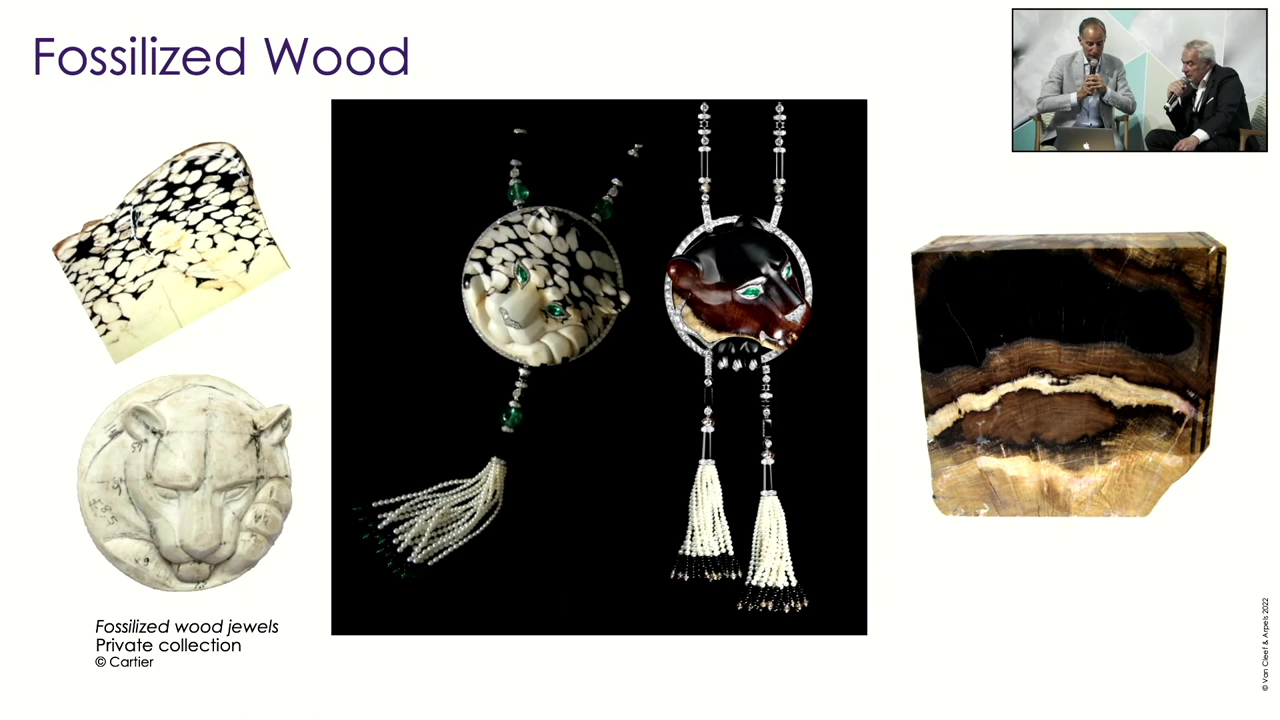 Fossilized Wood
Fossilized wood jewels
Private collection
© Cartier
© Van Cleef & Arpels 2022